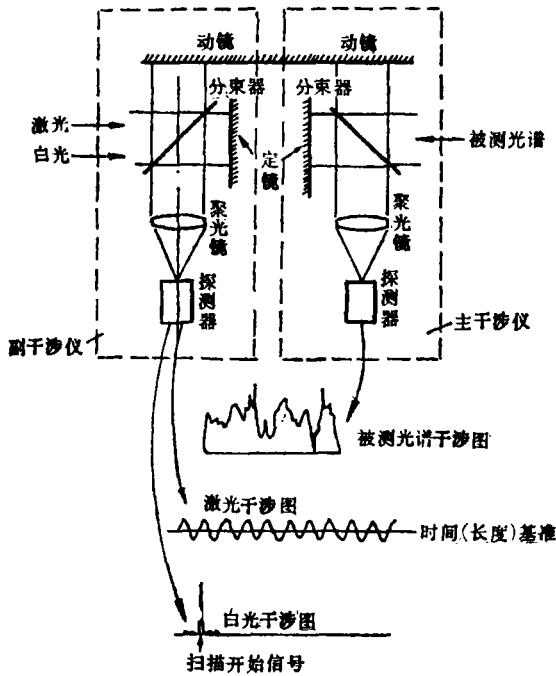 动镜
动镜
分束器
分束器
激光
白光
定镜
被测光谱
聚光镜
聚光镜
探测器
探测器
副干涉仪
主干涉仪
被测光谱干涉图
激光干涉图
时间(长度)基准
白光干涉图
扫描开始信号